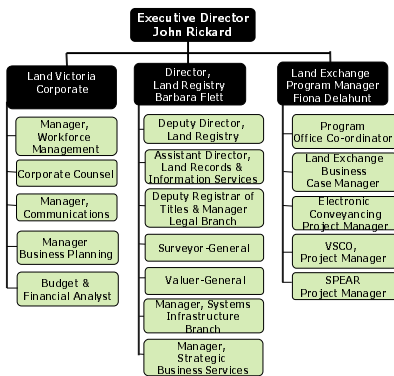 Executive Director
John Rickard
Land Victoria
Corporate
Manager,
Workforce
Management
Corporate Counsel
Manager,
Communications
Manager
Business Planning
Budget &
Financial Analyst
Director,
Land Registry
Barbara Flett
Deputy Director,
Land Registry
Assistant Director,
Land Records &
Information Services
Deputy Registrar of
Titles & Manager
Legal Branch
Surveyor-General
Valuer-General
Manager, Systems
Infrastructure
Branch
Manager,
Strategic
Business Services
Land Exchange
Program Manager
Fiona Delahunt
Program
Office Co-ordinator
Land Exchange
Business
Case Manager
Electronic
Conveyancing
Project Manager
VSCO,
Project Manager
SPEAR
Project Manager